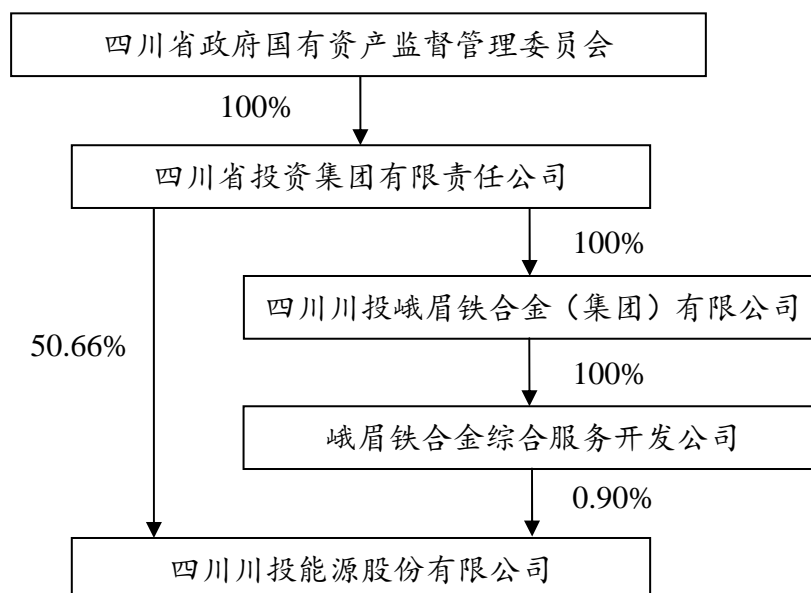 四川省政府国有资产监督管理委员会
100%
四川省投资集团有限责任公司
100%
四川川投峨眉铁合金（集团）有限公司
50.66%
100%
峨眉铁合金综合服务开发公司
0.90%
四川川投能源股份有限公司